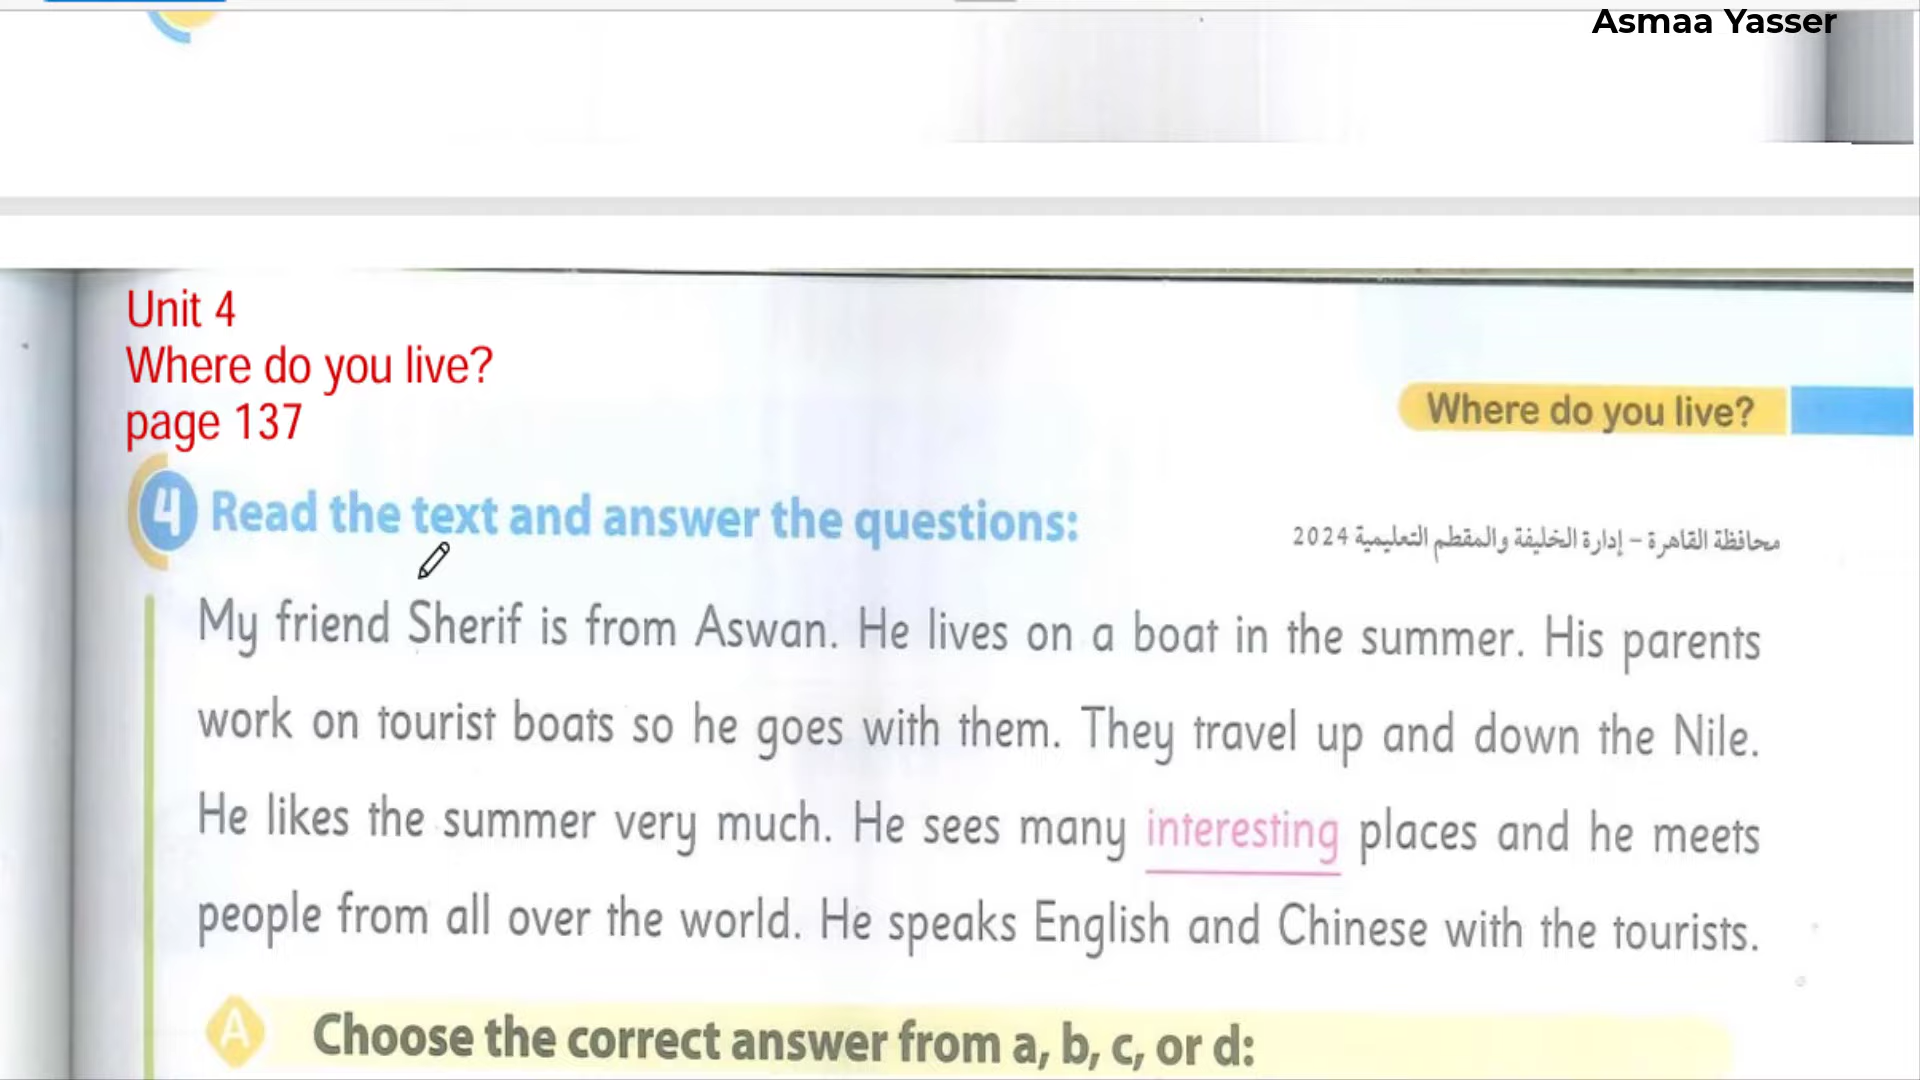 Asmaa Yasser
Unit 4
Where do you live?
page 137
Where do you live?
4 Read the text and answer the questions:
محافظة القاهرة – إدارة الخليفة والمقطم التعليمية 2024
My friend Sherif is from Aswan. He lives on a boat in the summer. His parents
work on tourist boats so he goes with them. They travel up and down the Nile.
He likes the summer very much. He sees many interesting places and he meets
people from all over the world. He speaks English and Chinese with the tourists.
A Choose the correct answer from a, b, c, or d: